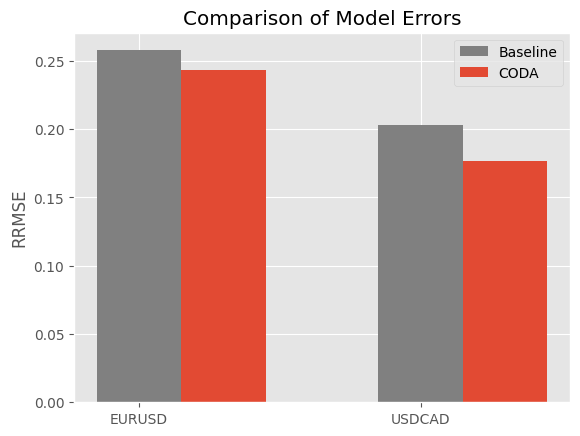 Comparison of Model Errors
Baseline
CODA
RRMSE
0.25
0.20
0.15
0.10
0.05
0.00
EURUSD
USDCAD